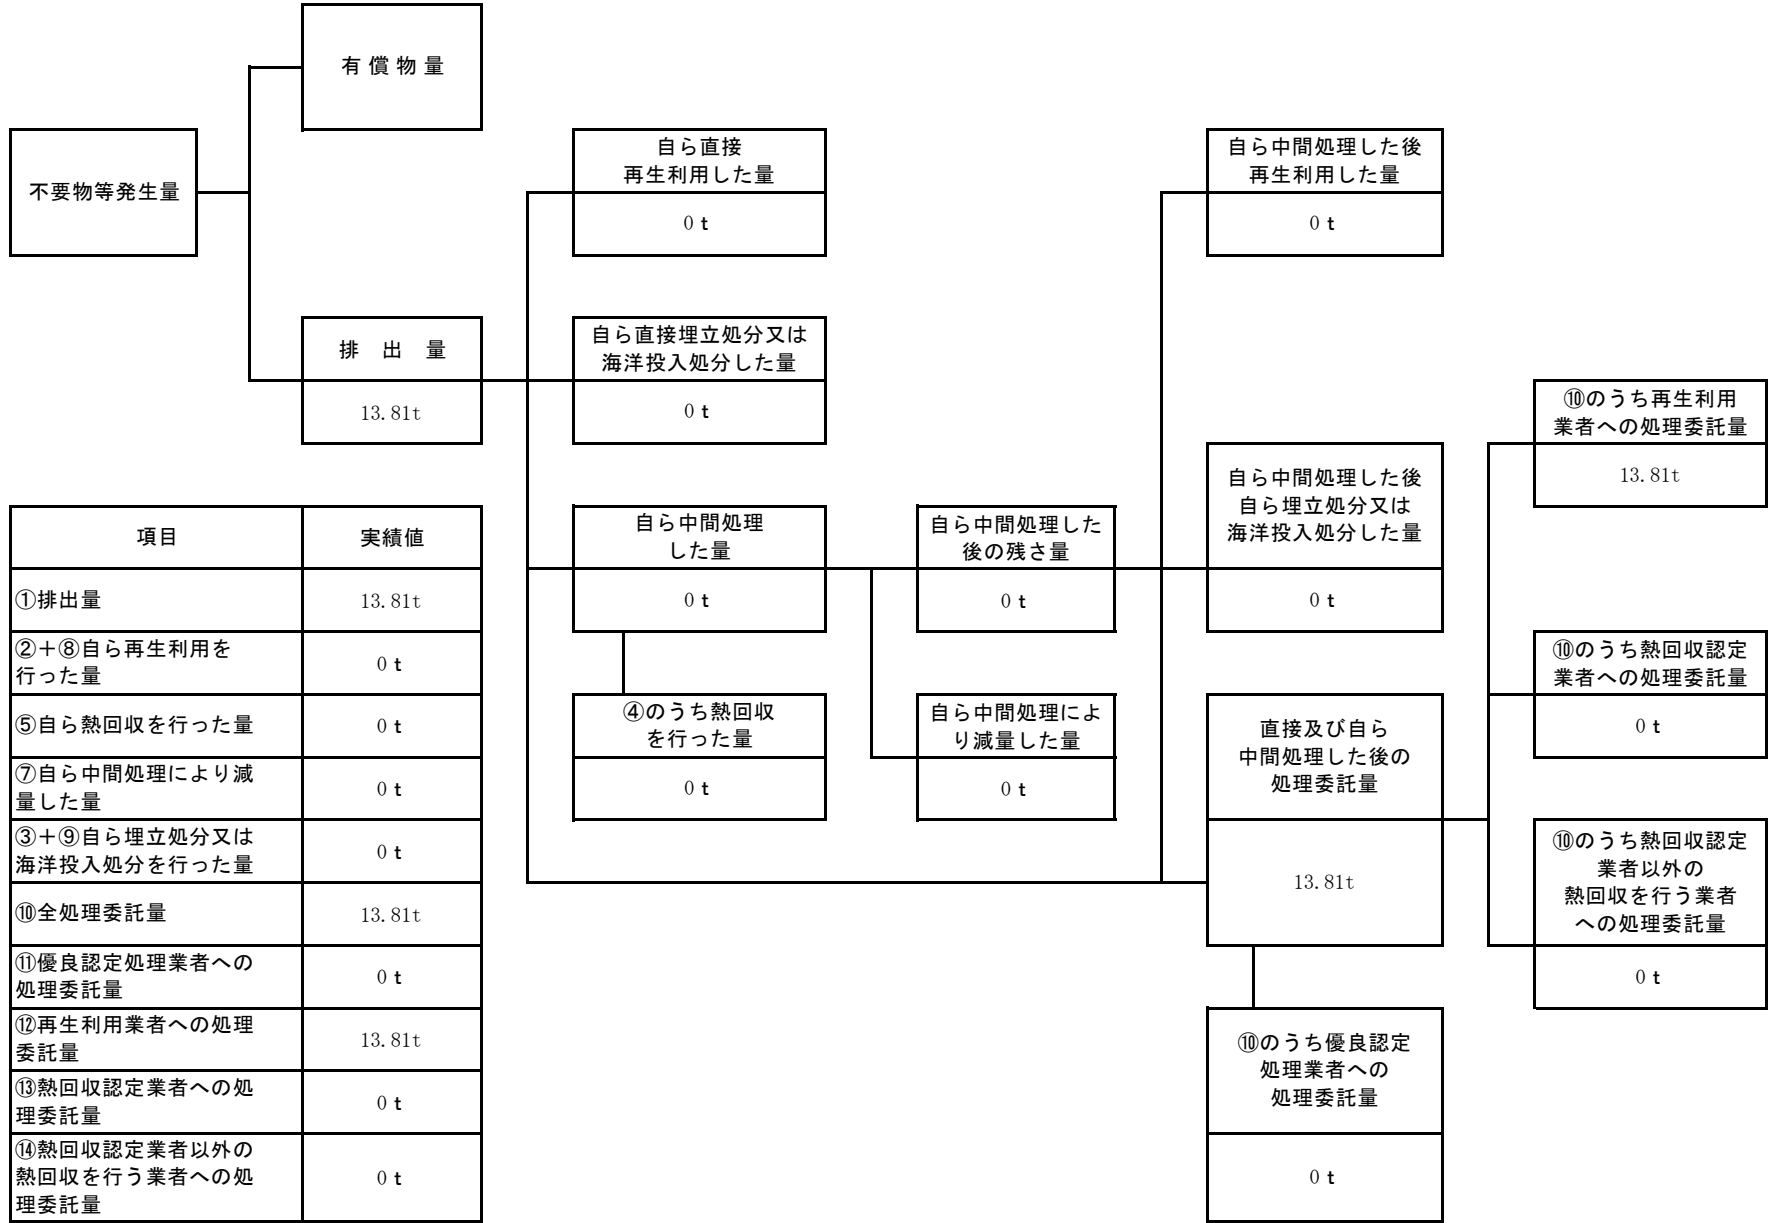 有償物量
不要物等発生量
自ら直接
再生利用した量
0 t
自ら中間処理した後
再生利用した量
0 t
排出量
13.81t
自ら直接埋立処分又は
海洋投入処分した量
0 t
⑩のうち再生利用
業者への処理委託量
13.81t
自ら中間処理
した量
0 t
自ら中間処理した
後の残さ量
0 t
自ら中間処理した後
自ら埋立処分又は
海洋投入処分した量
0 t
⑩のうち熱回収認定
業者への処理委託量
0 t
④のうち熱回収
を行った量
0 t
自ら中間処理によ
り減量した量
0 t
直接及び自ら
中間処理した後の
処理委託量
13.81t
⑩のうち熱回収認定
業者以外の
熱回収を行う業者
への処理委託量
0 t
⑩のうち優良認定
処理業者への
処理委託量
0 t
項目 実績値
①排出量 13.81t
②+⑧自ら再生利用を
行った量 0 t
⑤自ら熱回収を行った量 0 t
⑦自ら中間処理により減
量した量 0 t
③+⑨自ら埋立処分又は
海洋投入処分を行った量 0 t
⑩全処理委託量 13.81t
⑪優良認定処理業者への
処理委託量 0 t
⑫再生利用業者への処理
委託量 13.81t
⑬熱回収認定業者への処
理委託量 0 t
⑭熱回収認定業者以外の
熱回収を行う業者への処
理委託量 0 t